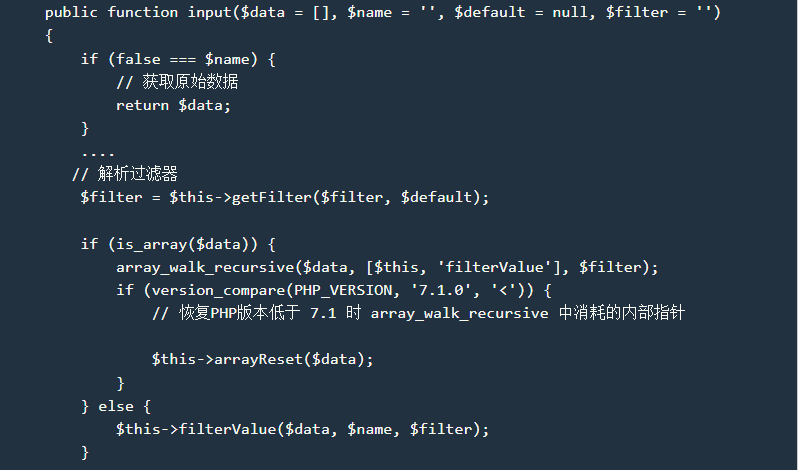 public function input($data = [], $name = '', $default = null, $filter = '')
{
if (false === $name) {
// 获取原始数据
return $data;
}
....
// 解析过滤器
$filter = $this->getFilter($filter, $default);
if (is_array($data)) {
array_walk_recursive($data, [$this, 'filterValue'], $filter);
if (version_compare(PHP_VERSION, '7.1.0', '<')) {
// 恢复PHP版本低于 7.1 时 array_walk_recursive 中消耗的内部指针
$this->arrayReset($data);
}
} else {
$this->filterValue($data, $name, $filter);
}